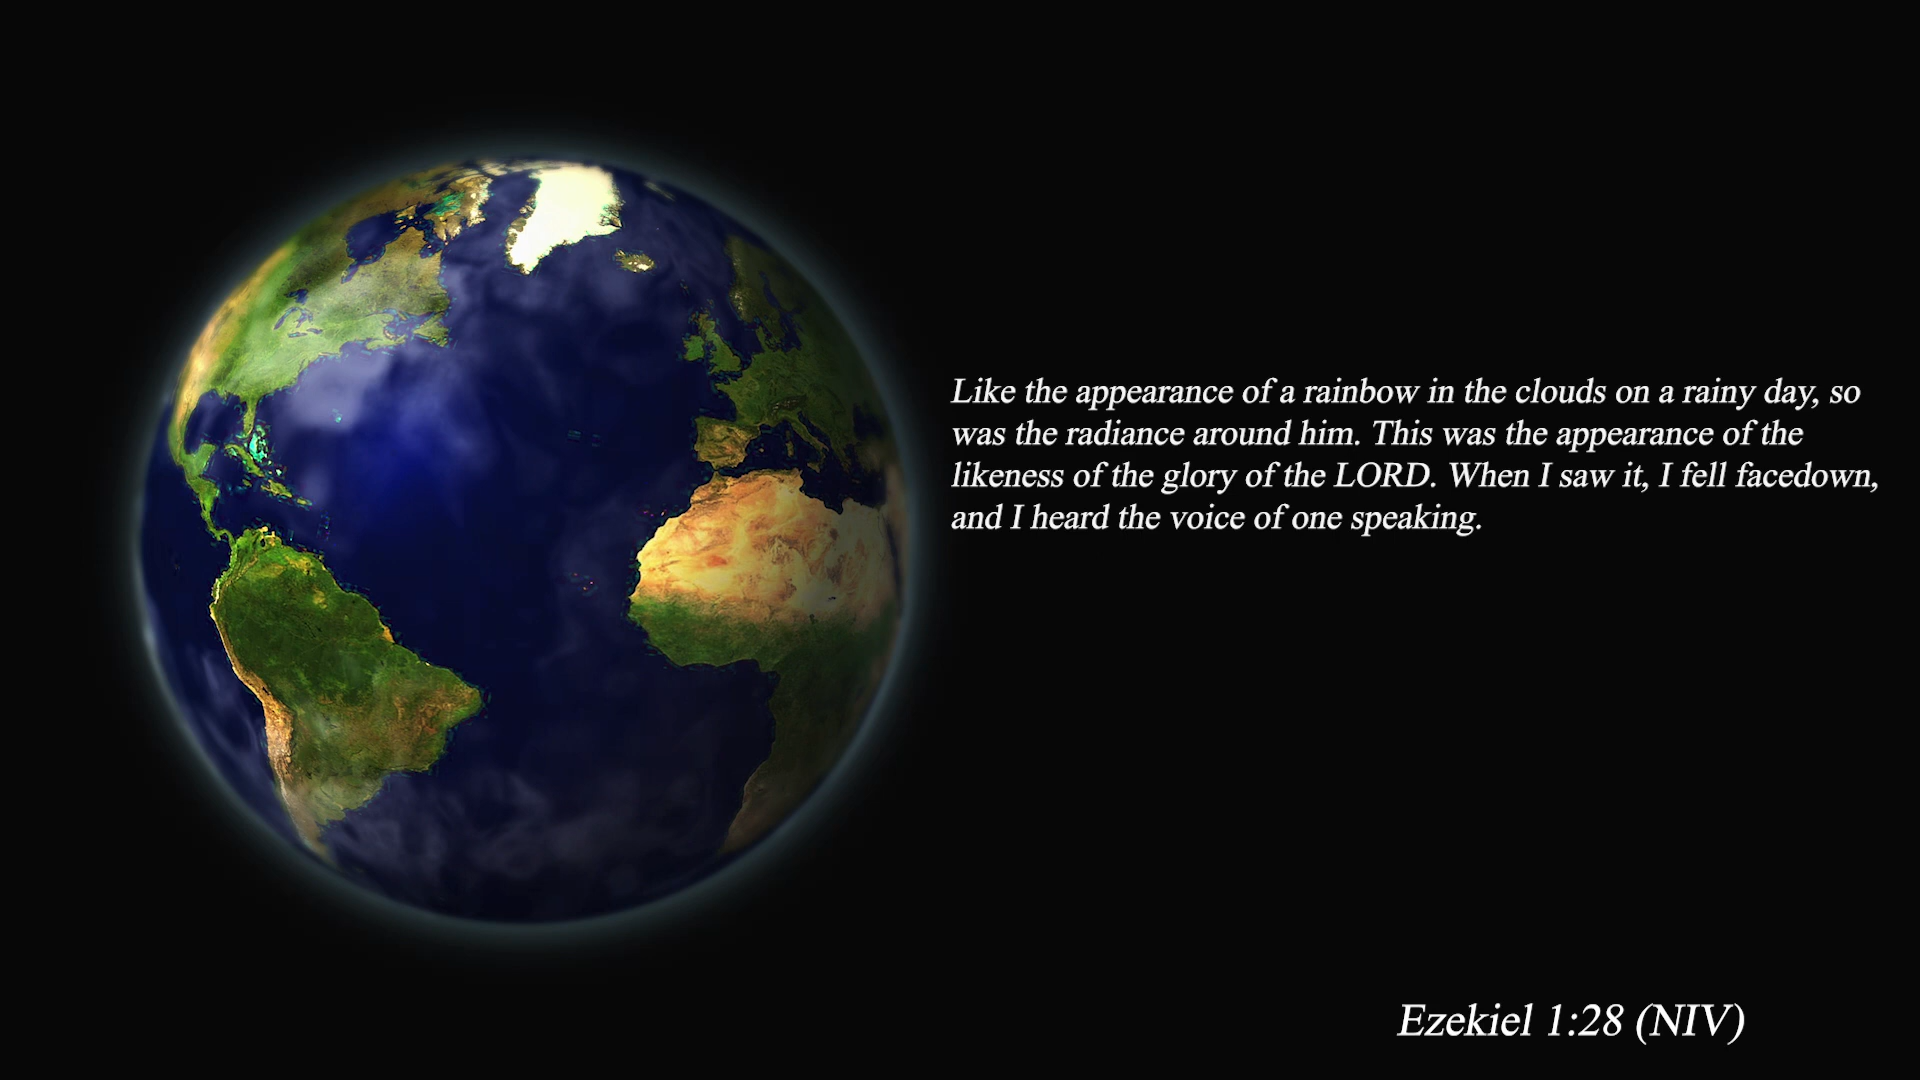 Like the appearance of a rainbow in the clouds on a rainy day, so
was the radiance around him. This was the appearance of the
likeness of the glory of the LORD. When I saw it, I fell facedown,
and I heard the voice of one speaking.
Ezekiel 1:28 (NIV)